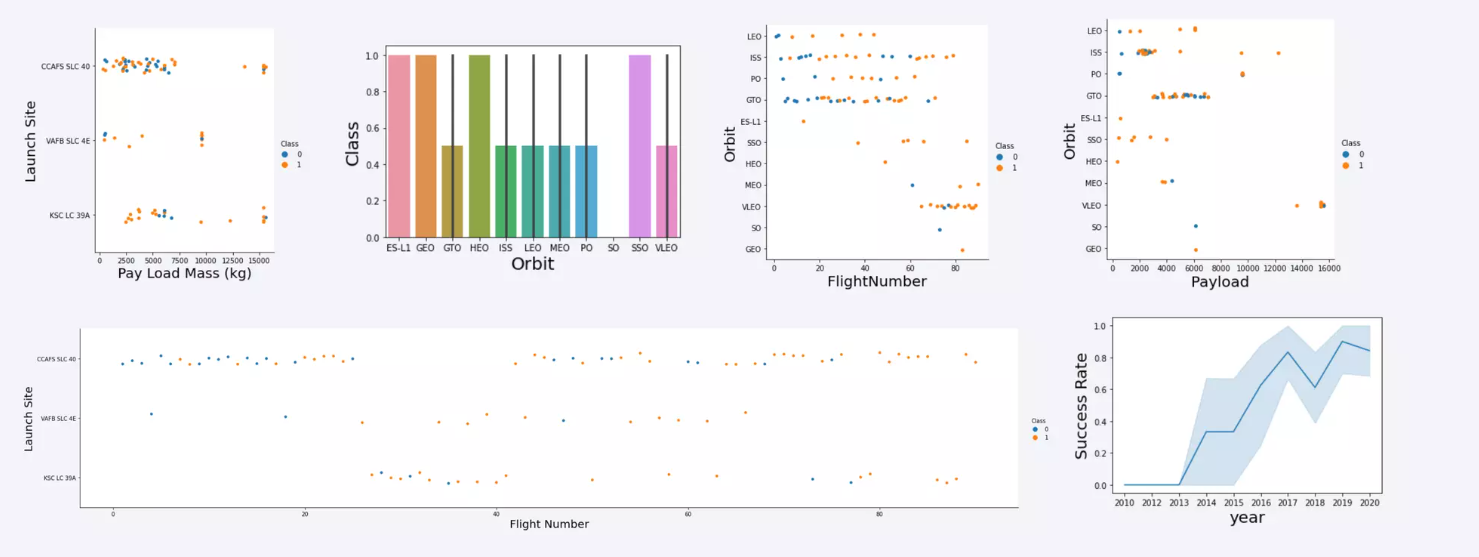 CCAFS SLC 40
VAFB SLC 4E
KSC LC 39A
Launch Site
0 2500 5000 7500 10000 12500 15000
Pay Load Mass (kg)
Class
0
1
1.0
0.8
0.6
0.4
0.2
0.0
Class
ES-L1 GEO GTO HEO ISS LEO MEO PO SO SSO VLEO
Orbit
LEO
ISS
PO
GTO
ES-L1
SSO
HEO
MEO
VLEO
SO
GEO
Orbit
0 20 40 60 80
FlightNumber
Class
0
1
LEO
ISS
PO
GTO
ES-L1
SSO
HEO
MEO
VLEO
SO
GEO
Orbit
0 2000 4000 6000 8000 10000 12000 14000 16000
Payload
Class
0
1
CCAFS SLC 40
VAFB SLC 4E
KSC LC 39A
Launch Site
0 20 40 60 80
Flight Number
Class
0
1
1.0
0.8
0.6
0.4
0.2
0.0
Success Rate
2010 2012 2013 2014 2015 2016 2017 2018 2019 2020
year